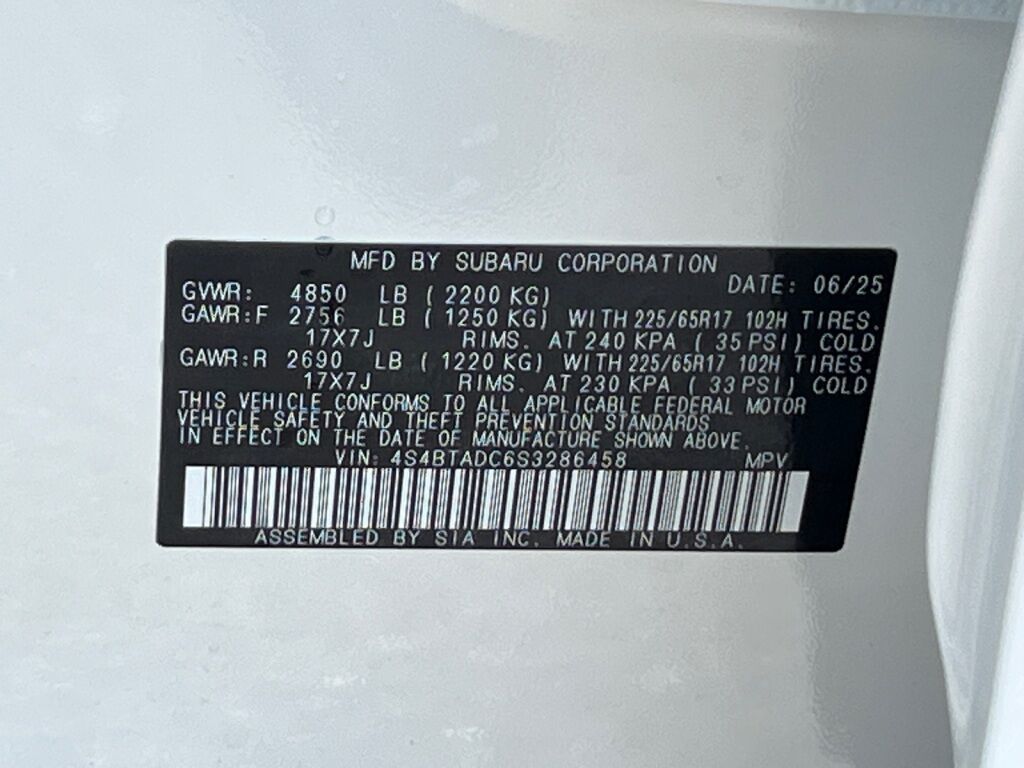 MFD BY SUBARU CORPORATION
DATE: 06/25
GVWR: 4850 LB ( 2200 KG)
GAWR:F 2756 LB ( 1250 KG) WITH 225/65R17 102H TIRES.
17X7J RIMS. AT 240 KPA ( 35 PSI) COLD
GAWR:R 2690 LB ( 1220 KG) WITH 225/65R17 102H TIRES.
17X7J RIMS. AT 230 KPA ( 33 PSI) COLD
THIS VEHICLE CONFORMS TO ALL APPLICABLE FEDERAL MOTOR
VEHICLE SAFETY AND THEFT PREVENTION STANDARDS
IN EFFECT ON THE DATE OF MANUFACTURE SHOWN ABOVE.
VIN: 4S4BTADC6S3286458 MPV
ASSEMBLED BY SIA INC. MADE IN U.S.A.